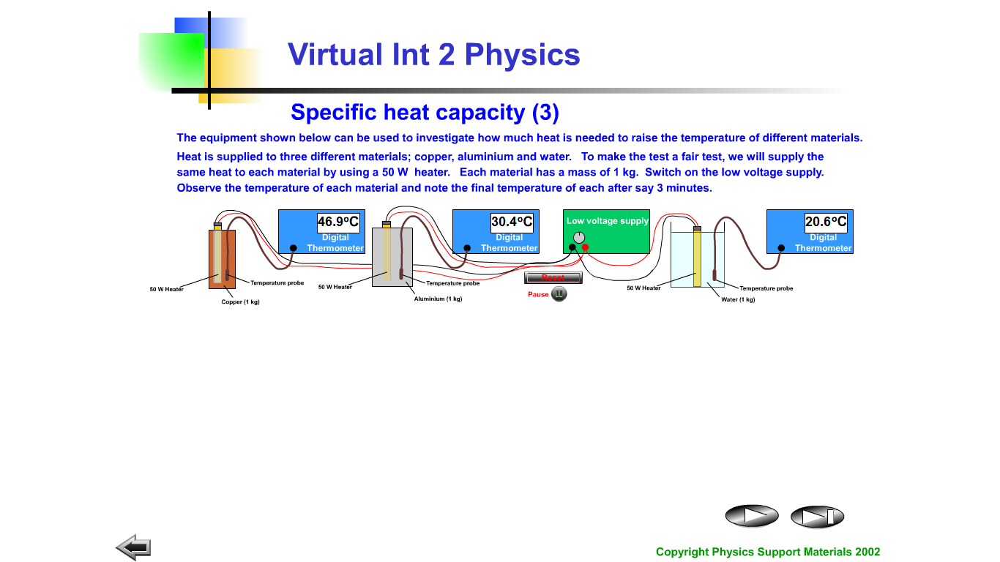 Virtual Int 2 Physics
Specific heat capacity (3)
The equipment shown below can be used to investigate how much heat is needed to raise the temperature of different materials.
Heat is supplied to three different materials; copper, aluminium and water. To make the test a fair test, we will supply the
same heat to each material by using a 50 W heater. Each material has a mass of 1 kg. Switch on the low voltage supply.
Observe the temperature of each material and note the final temperature of each after say 3 minutes.
46.9°C
Digital
Thermometer
50 W Heater
Temperature probe
Copper (1 kg)
30.4°C
Digital
Thermometer
50 W Heater
Temperature probe
Aluminium (1 kg)
Low voltage supply
Reset
Pause
20.6°C
Digital
Thermometer
50 W Heater
Temperature probe
Water (1 kg)
Copyright Physics Support Materials 2002